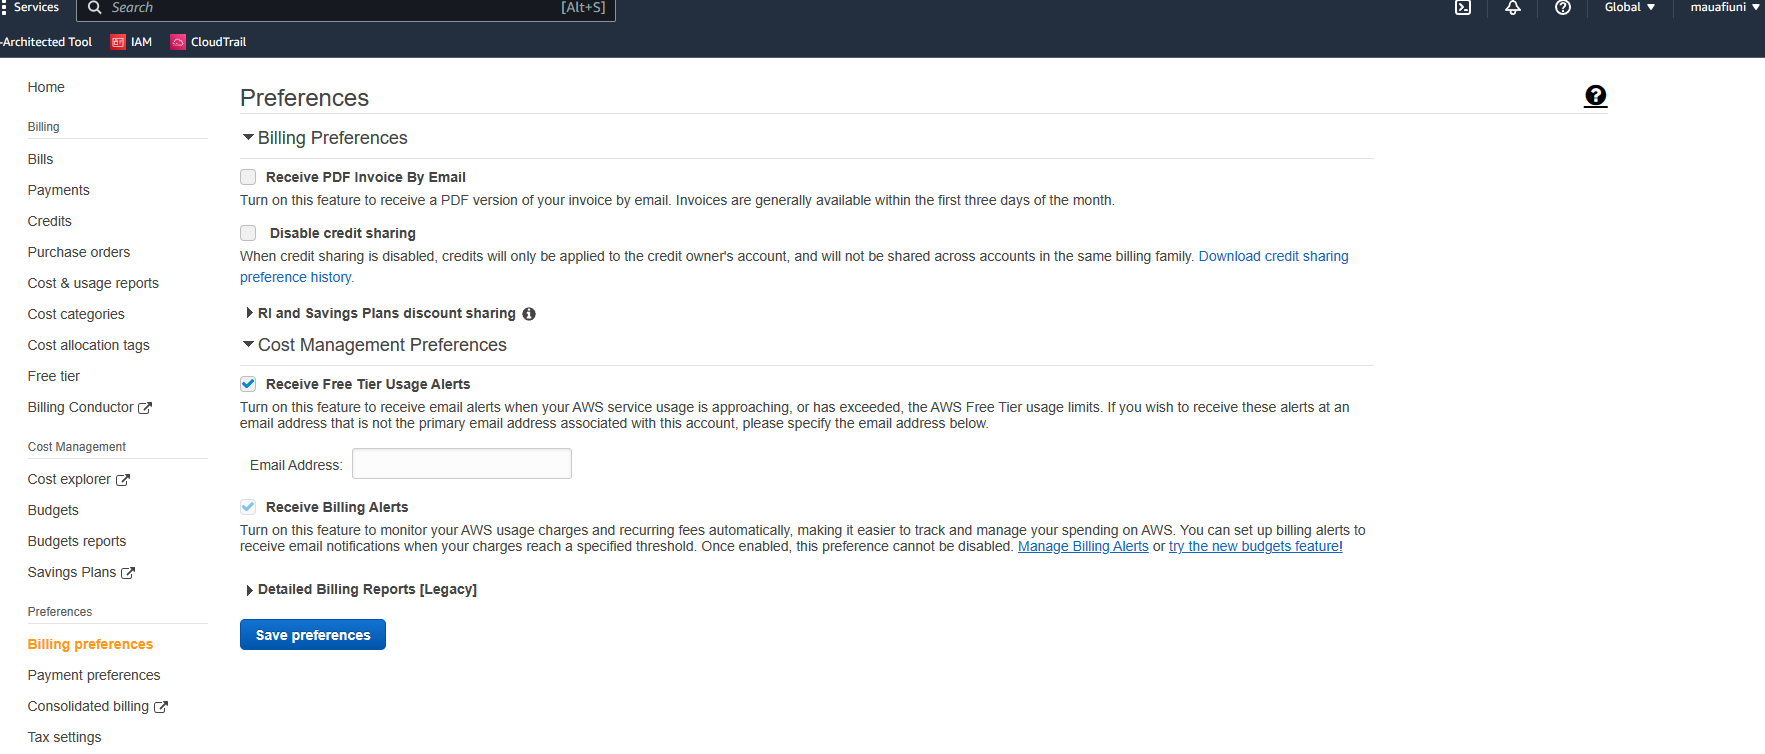 Services
Search
[Alt+S]
Global
mauafiuni
-Architected Tool
IAM
CloudTrail
Home
Billing
Bills
Payments
Credits
Purchase orders
Cost & usage reports
Cost categories
Cost allocation tags
Free tier
Billing Conductor
Cost Management
Cost explorer
Budgets
Budgets reports
Savings Plans
Preferences
Billing preferences
Payment preferences
Consolidated billing
Tax settings
Preferences
Billing Preferences
Receive PDF Invoice By Email
Turn on this feature to receive a PDF version of your invoice by email. Invoices are generally available within the first three days of the month.
Disable credit sharing
When credit sharing is disabled, credits will only be applied to the credit owner's account, and will not be shared across accounts in the same billing family. Download credit sharing
preference history.
RI and Savings Plans discount sharing
Cost Management Preferences
Receive Free Tier Usage Alerts
Turn on this feature to receive email alerts when your AWS service usage is approaching, or has exceeded, the AWS Free Tier usage limits. If you wish to receive these alerts at an
email address that is not the primary email address associated with this account, please specify the email address below.
Email Address:
Receive Billing Alerts
Turn on this feature to monitor your AWS usage charges and recurring fees automatically, making it easier to track and manage your spending on AWS. You can set up billing alerts to
receive email notifications when your charges reach a specified threshold. Once enabled, this preference cannot be disabled. Manage Billing Alerts or try the new budgets feature!
Detailed Billing Reports [Legacy]
Save preferences